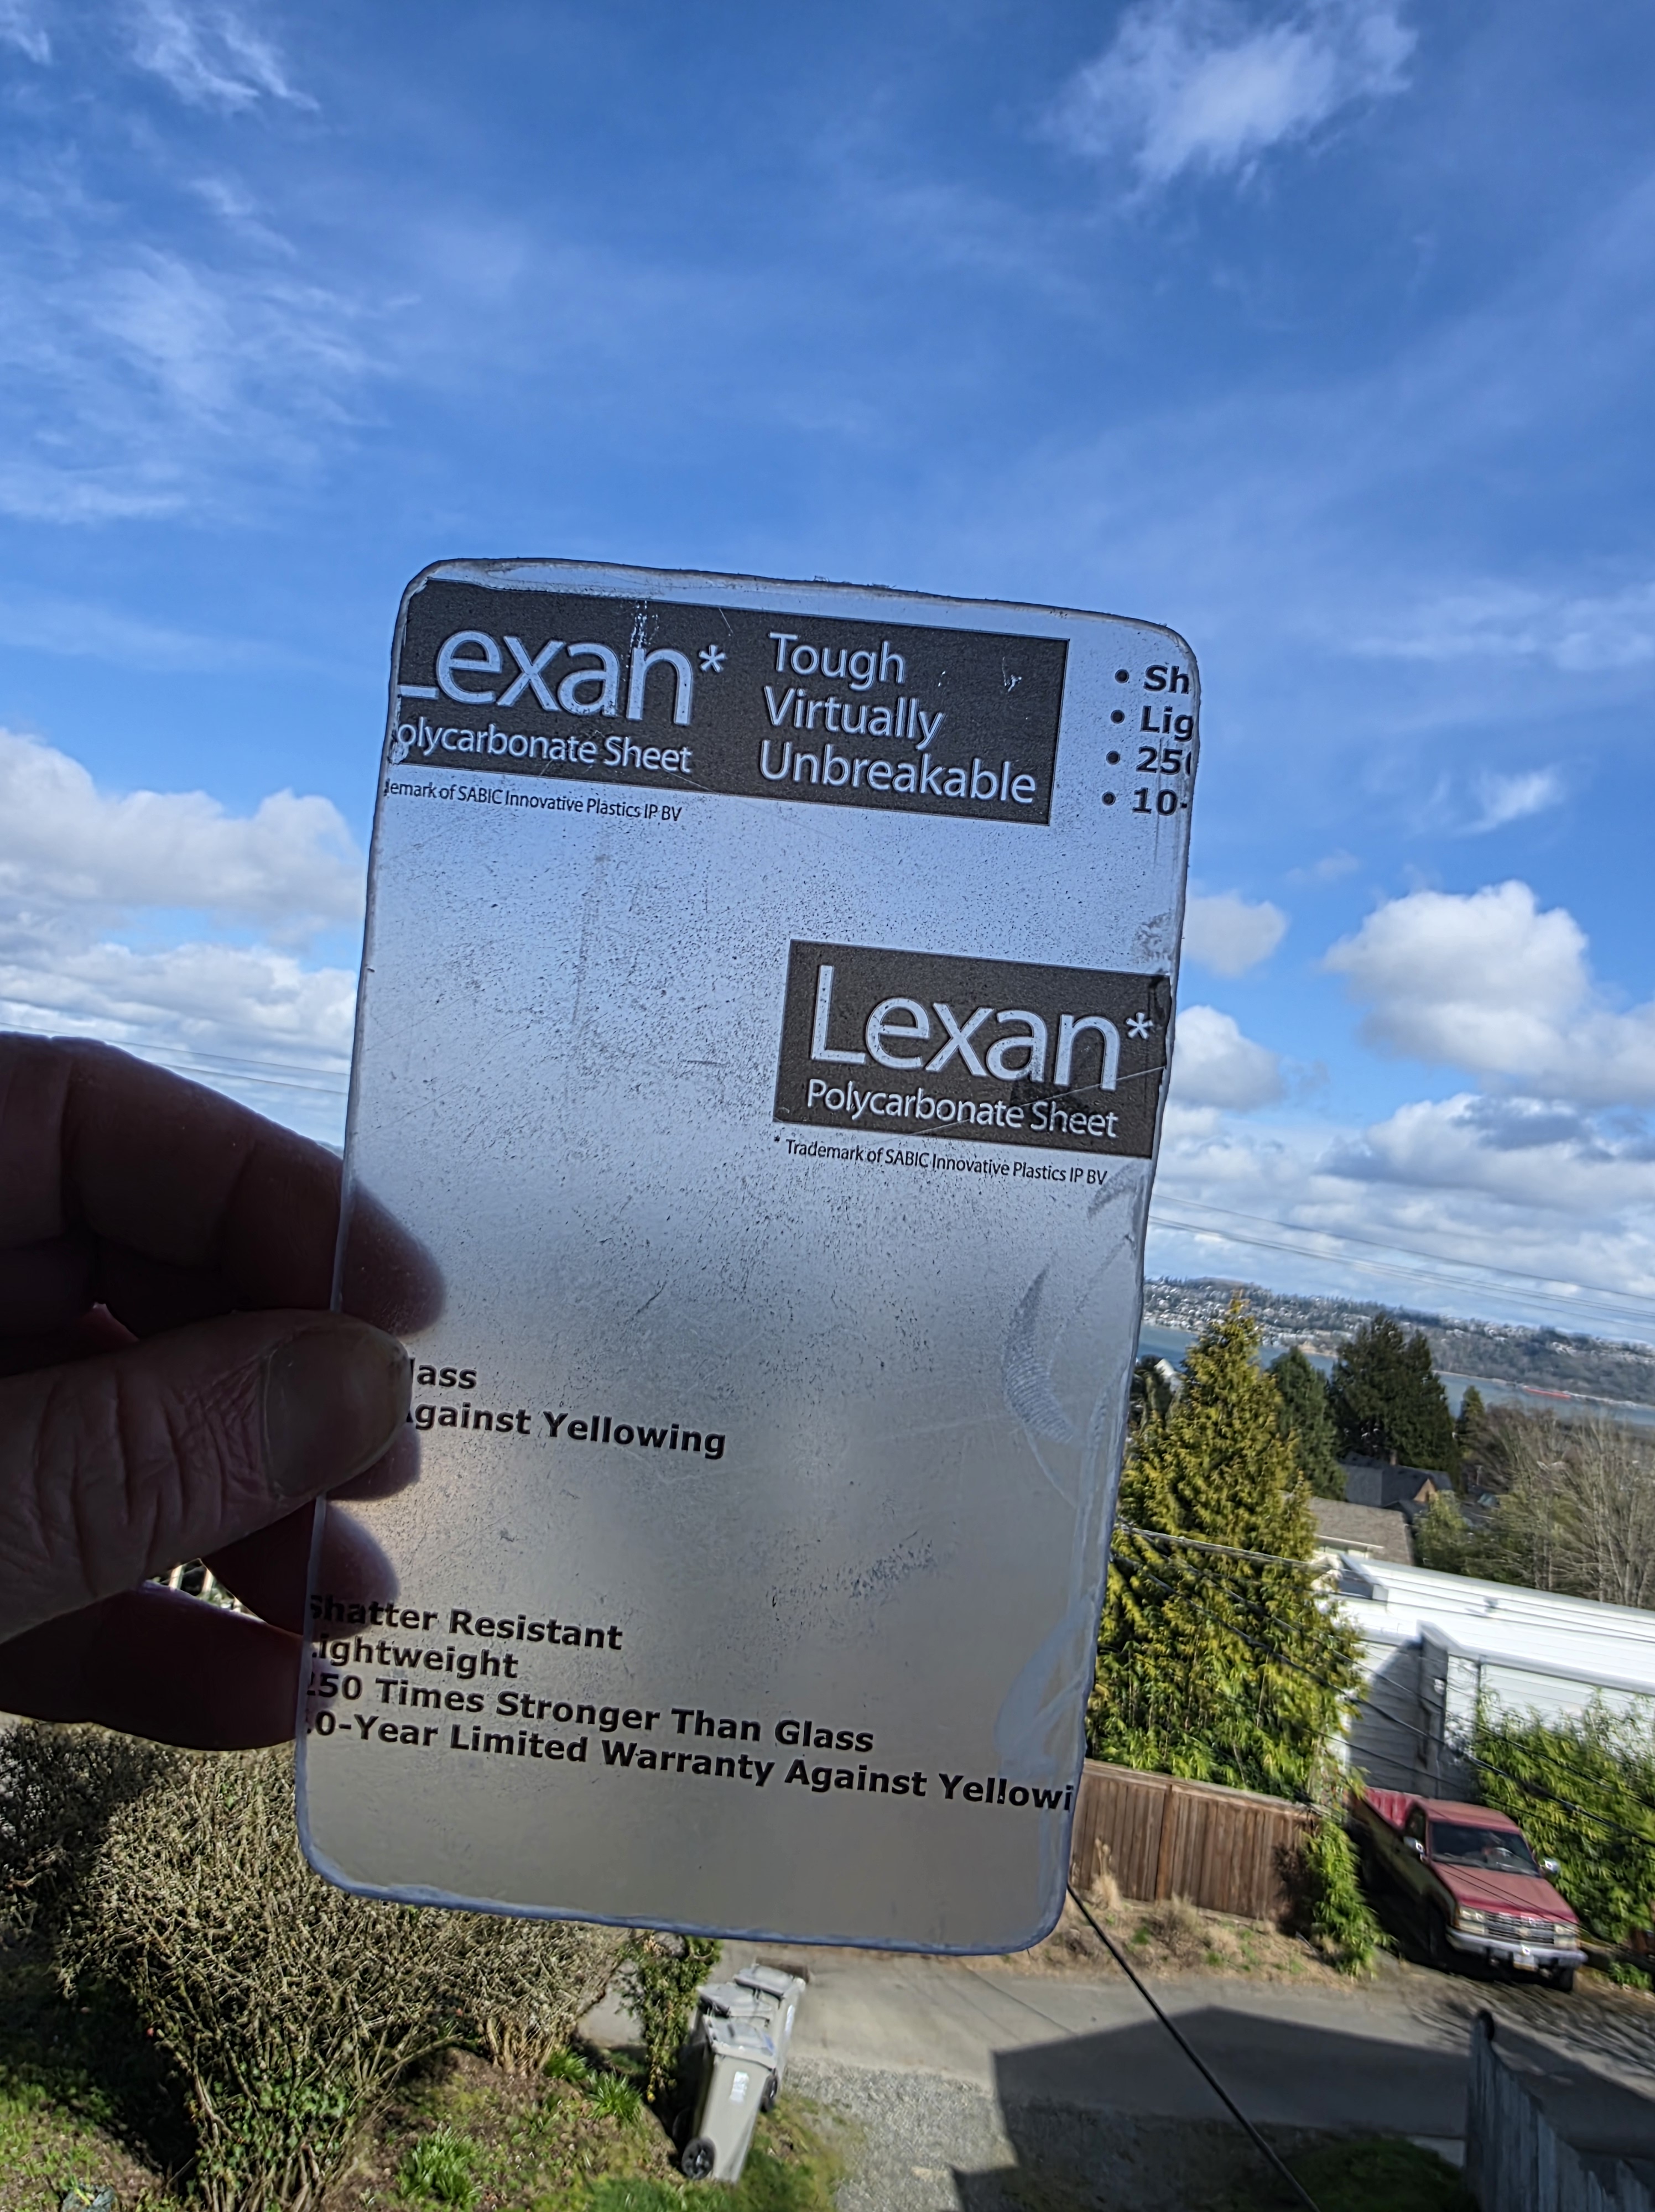 Lexan*
olycarbonate Sheet
Tough
Virtually
Unbreakable
emark of SABIC Innovative Plastics IP BV
• Sh
• Lig
• 25
• 10-
Lexan*
Polycarbonate Sheet
* Trademark of SABIC Innovative Plastics IP BV
lass
gainst Yellowing
Shatter Resistant
ightweight
250 Times Stronger Than Glass
0-Year Limited Warranty Against Yellowi